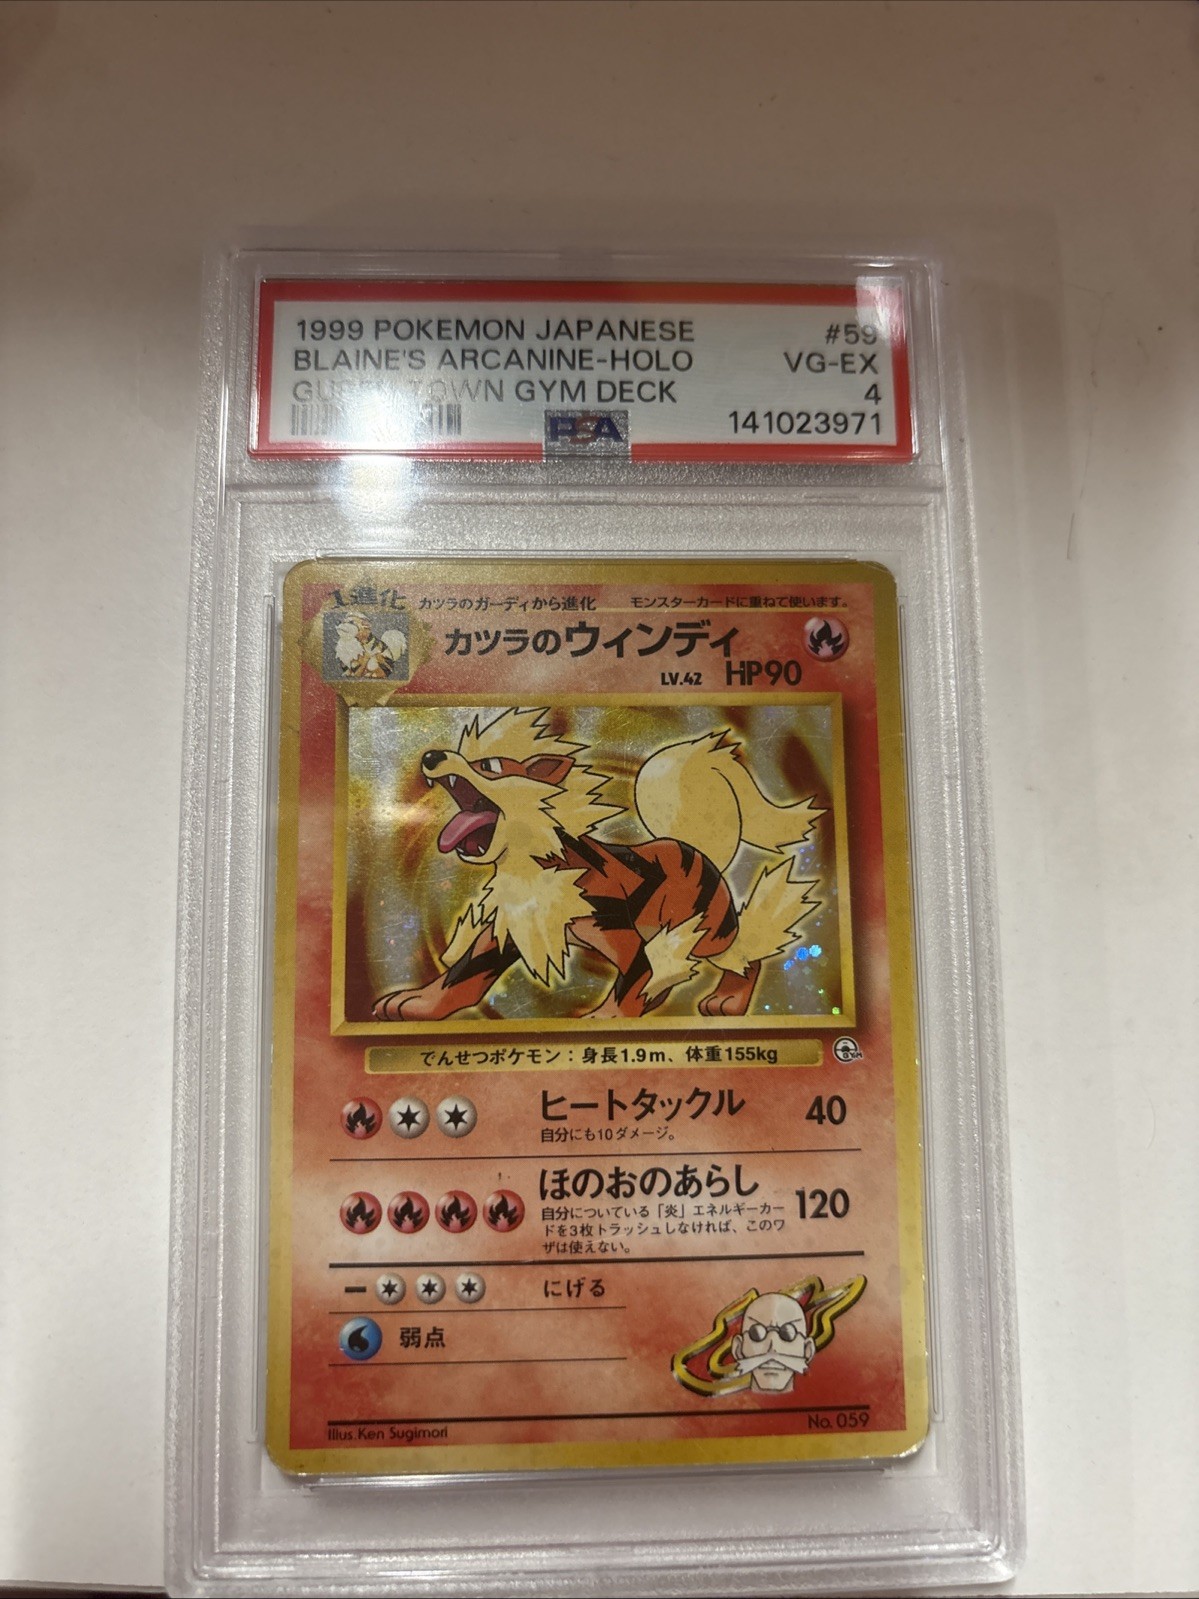 1999 POKEMON JAPANESE #59
BLAINE'S ARCANINE-HOLO VG-EX
TOWN GYM DECK 4
PSA 141023971
1進化 カツラのガーディから進化 モンスターカードに重ねて使います。
カツラのウィンディ
LV.42 HP90
でんせつポケモン：身長1.9m、体重155kg
GYM
ヒートタックル 40
自分にも10ダメージ。
ほのおのあらし 120
自分についている「炎」エネルギーカー
ドを3枚トラッシュしなければ、このワ
ザは使えない。
にげる
弱点
No. 059
Illus. Ken Sugimori